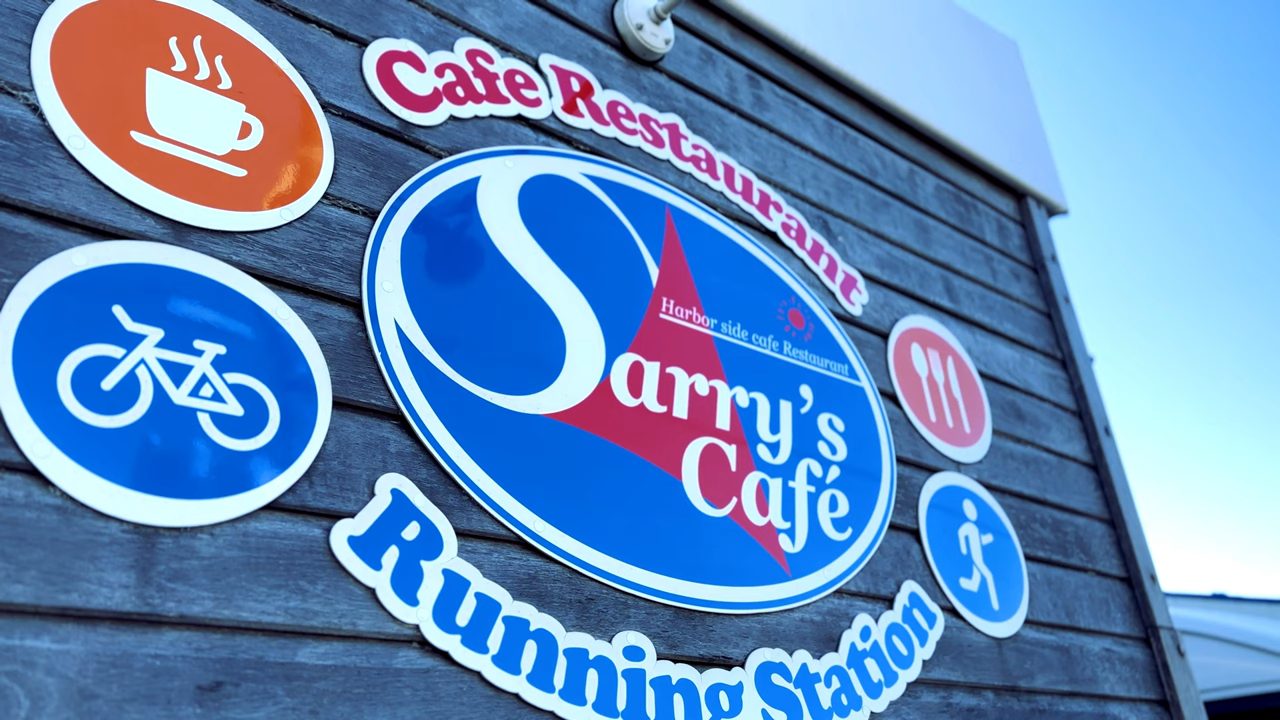 Cafe Restaurant
Harbor side cafe Restaurant
Sarry's
Café
Running Station